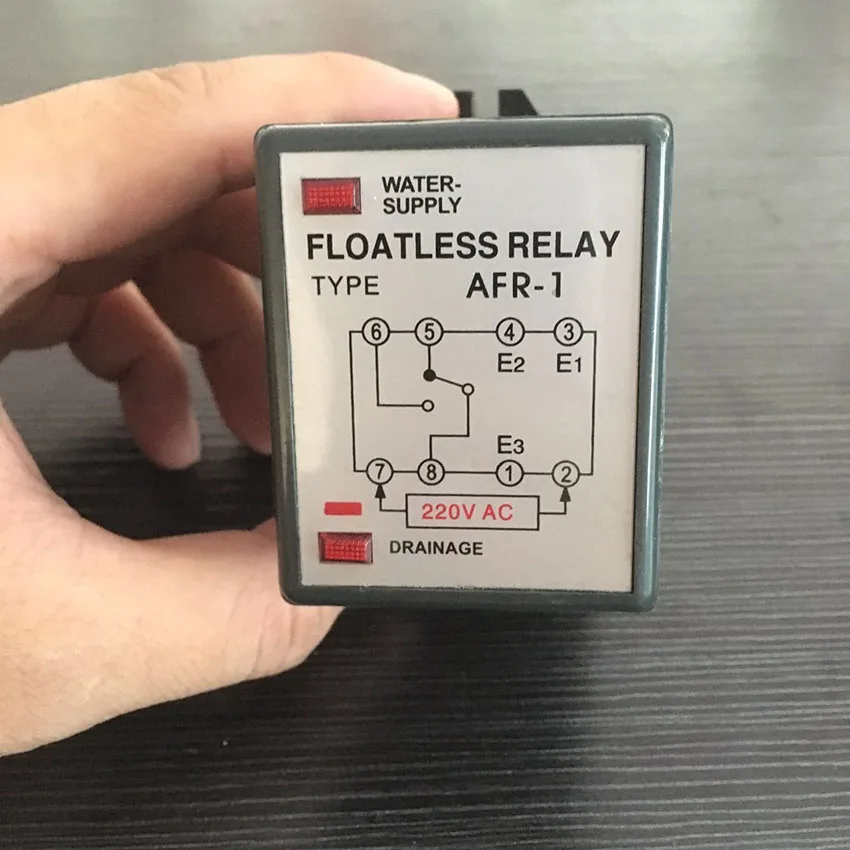 WATER-
SUPPLY
FLOATLESS RELAY
TYPE AFR-1
6 5 4 3
E2 E1
E3
7 8 1 2
220V AC
DRAINAGE